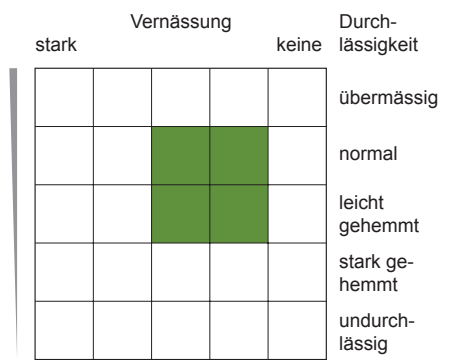 Vernässung
stark
keine
Durch-
lässigkeit
übermässig
normal
leicht
gehemmt
stark ge-
hemmt
undurch-
lässig